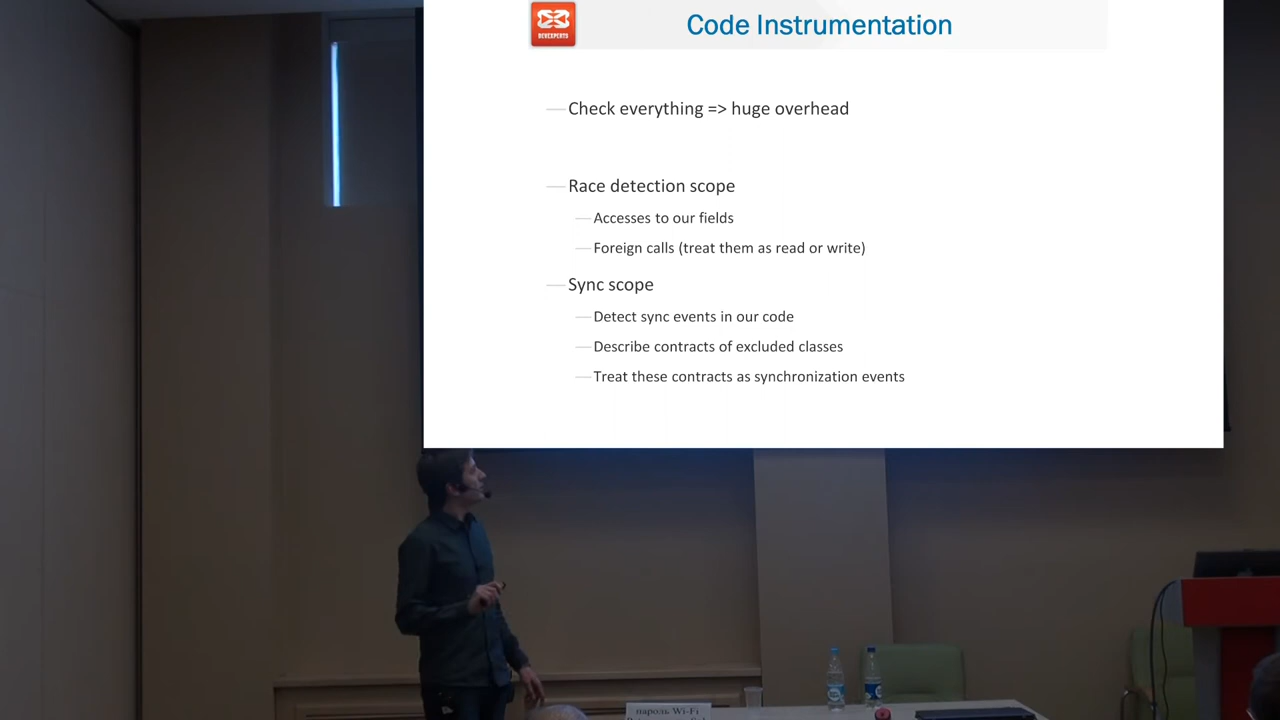 DEVEXPERTS
Code Instrumentation
Check everything => huge overhead
Race detection scope
Accesses to our fields
Foreign calls (treat them as read or write)
Sync scope
Detect sync events in our code
Describe contracts of excluded classes
Treat these contracts as synchronization events
пароль Wi-Fi